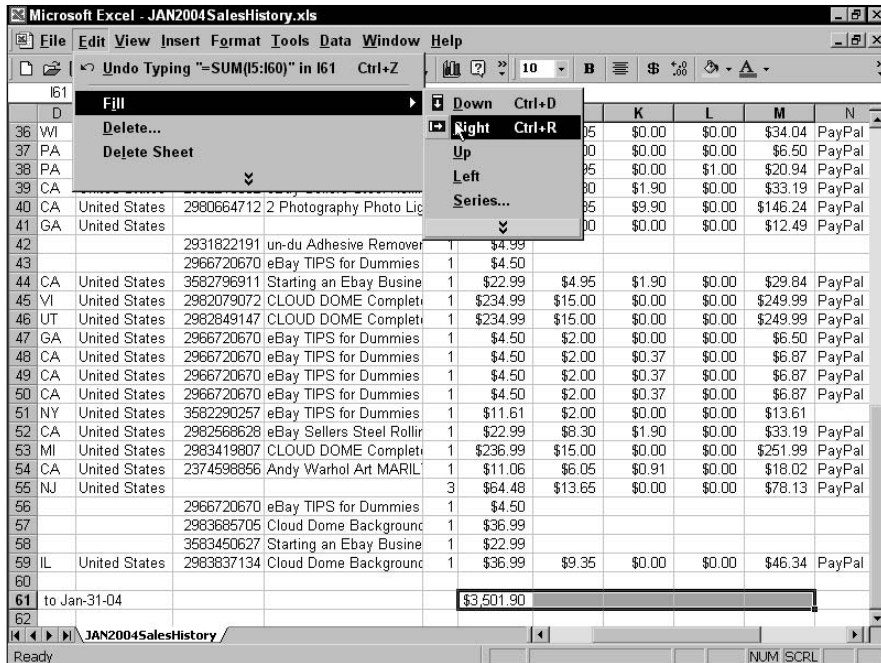 Microsoft Excel - JAN2004SalesHistory.xls
File Edit View Insert Format Tools Data Window Help
Undo Typing "=SUM(I5:I60)" in I61 Ctrl+Z
10 B $ A
I61
Fill
Delete...
Delete Sheet
Down Ctrl+D
Right Ctrl+R
Up
Left
Series...
D K L M N
36 WI $0.00 $0.00 $34.04 PayPal
37 PA $0.00 $0.00 $6.50 PayPal
38 PA $0.00 $1.00 $20.94 PayPal
39 CA $1.90 $0.00 $33.19 PayPal
40 CA United States 2980664712 2 Photography Photo Lig $9.90 $0.00 $146.24 PayPal
41 GA United States $0.00 $0.00 $12.49 PayPal
42 2931822191 un-du Adhesive Remover 1 $4.99
43 2966720670 eBay TIPS for Dummies 1 $4.50
44 CA United States 3582796911 Starting an Ebay Busine 1 $22.99 $4.95 $1.90 $0.00 $29.84 PayPal
45 VI United States 2982079072 CLOUD DOME Complet 1 $234.99 $15.00 $0.00 $0.00 $249.99 PayPal
46 UT United States 2982849147 CLOUD DOME Complet 1 $234.99 $15.00 $0.00 $0.00 $249.99 PayPal
47 GA United States 2966720670 eBay TIPS for Dummies 1 $4.50 $2.00 $0.00 $0.00 $6.50 PayPal
48 CA United States 2966720670 eBay TIPS for Dummies 1 $4.50 $2.00 $0.37 $0.00 $6.87 PayPal
49 CA United States 2966720670 eBay TIPS for Dummies 1 $4.50 $2.00 $0.37 $0.00 $6.87 PayPal
50 CA United States 2966720670 eBay TIPS for Dummies 1 $4.50 $2.00 $0.37 $0.00 $6.87 PayPal
51 NY United States 3582290257 eBay TIPS for Dummies 1 $11.61 $2.00 $0.00 $0.00 $13.61
52 CA United States 2982568628 eBay Sellers Steel Rollir 1 $22.99 $8.30 $1.90 $0.00 $33.19 PayPal
53 MI United States 2983419807 CLOUD DOME Complet 1 $236.99 $15.00 $0.00 $0.00 $251.99 PayPal
54 CA United States 2374598856 Andy Warhol Art MARIL 1 $11.06 $6.05 $0.91 $0.00 $18.02 PayPal
55 NJ United States 3 $64.48 $13.65 $0.00 $0.00 $78.13 PayPal
56 2966720670 eBay TIPS for Dummies 1 $4.50
57 2983685705 Cloud Dome Background 1 $36.99
58 3583450627 Starting an Ebay Busine 1 $22.99
59 IL United States 2983837134 Cloud Dome Background 1 $36.99 $9.35 $0.00 $0.00 $46.34 PayPal
60
61 to Jan-31-04 $3,501.90
62
JAN2004SalesHistory
Ready NUM SCRL